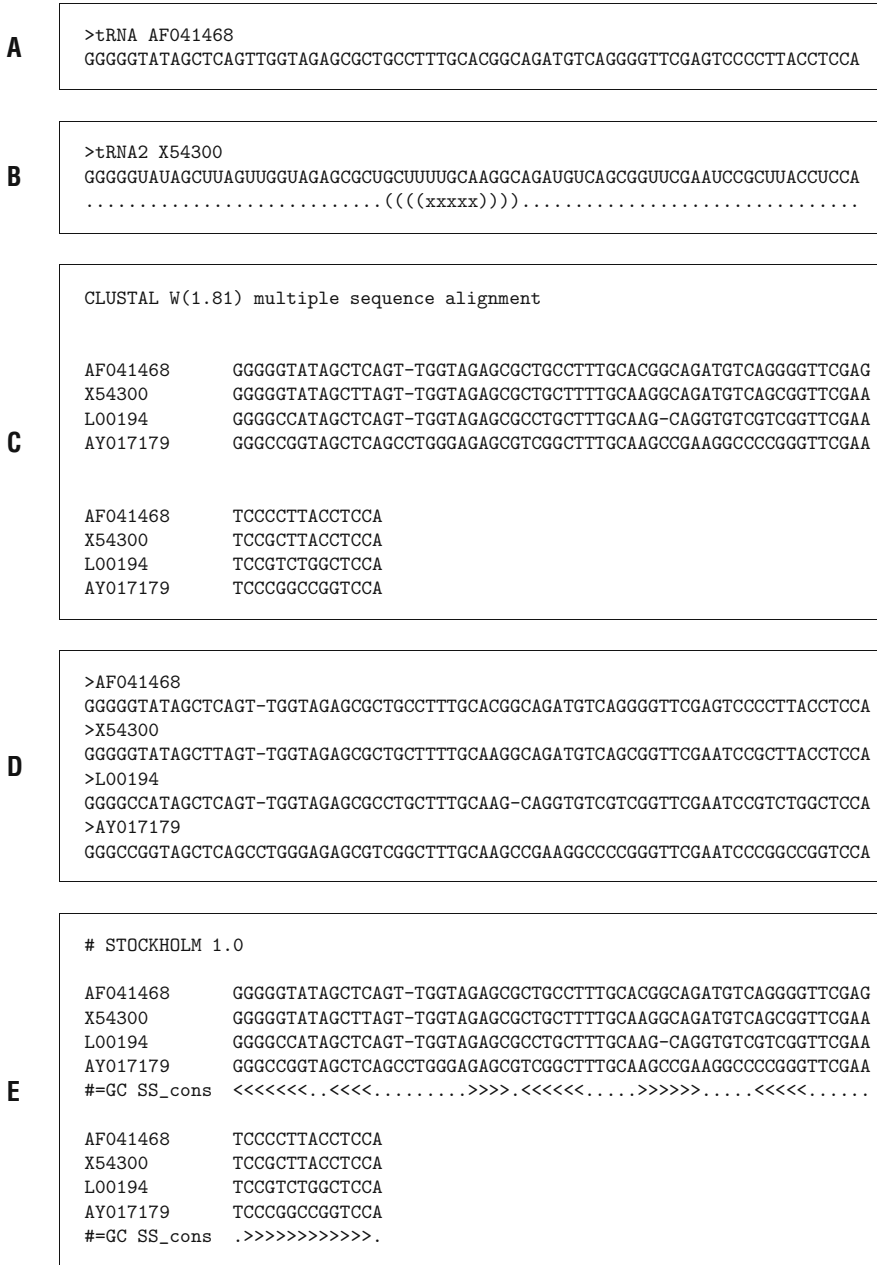 A
>tRNA AF041468
GGGGGTATAGCTCAGTTGGTAGAGCGCTGCCTTTGCACGGCAGATGTCAGGGGTTCGAGTCCCCTTACCTCCA
B
>tRNA2 X54300
GGGGGUAUAGCUUAGUUGGUAGAGCGCUGCUUUUGCAAGGCAGAUGUCAGCGGUUCGAAUCCGCUUACCUCCA
............................((((xxxxx))))................................
C
CLUSTAL W(1.81) multiple sequence alignment
AF041468 GGGGGTATAGCTCAGT-TGGTAGAGCGCTGCCTTTGCACGGCAGATGTCAGGGGTTCGAG
X54300 GGGGGTATAGCTTAGT-TGGTAGAGCGCTGCTTTTGCAAGGCAGATGTCAGCGGTTCGAA
L00194 GGGGCCATAGCTCAGT-TGGTAGAGCGCCTGCTTTGCAAG-CAGGTGTCGTCGGTTCGAA
AY017179 GGGCCGGTAGCTCAGCCTGGGAGAGCGTCGGCTTTGCAAGCCGAAGGCCCCGGGTTCGAA
AF041468 TCCCCTTACCTCCA
X54300 TCCGCTTACCTCCA
L00194 TCCGTCTGGCTCCA
AY017179 TCCCGGCCGGTCCA
D
>AF041468
GGGGGTATAGCTCAGT-TGGTAGAGCGCTGCCTTTGCACGGCAGATGTCAGGGGTTCGAGTCCCCTTACCTCCA
>X54300
GGGGGTATAGCTTAGT-TGGTAGAGCGCTGCTTTTGCAAGGCAGATGTCAGCGGTTCGAATCCGCTTACCTCCA
>L00194
GGGGCCATAGCTCAGT-TGGTAGAGCGCCTGCTTTGCAAG-CAGGTGTCGTCGGTTCGAATCCGTCTGGCTCCA
>AY017179
GGGCCGGTAGCTCAGCCTGGGAGAGCGTCGGCTTTGCAAGCCGAAGGCCCCGGGTTCGAATCCCGGCCGGTCCA
E
# STOCKHOLM 1.0
AF041468 GGGGGTATAGCTCAGT-TGGTAGAGCGCTGCCTTTGCACGGCAGATGTCAGGGGTTCGAG
X54300 GGGGGTATAGCTTAGT-TGGTAGAGCGCTGCTTTTGCAAGGCAGATGTCAGCGGTTCGAA
L00194 GGGGCCATAGCTCAGT-TGGTAGAGCGCCTGCTTTGCAAG-CAGGTGTCGTCGGTTCGAA
AY017179 GGGCCGGTAGCTCAGCCTGGGAGAGCGTCGGCTTTGCAAGCCGAAGGCCCCGGGTTCGAA
#=GC SS_cons <<<<<<<..<<<<.........>>>>.<<<<<<.....>>>>>>.....<<<<<......
AF041468 TCCCCTTACCTCCA
X54300 TCCGCTTACCTCCA
L00194 TCCGTCTGGCTCCA
AY017179 TCCCGGCCGGTCCA
#=GC SS_cons .>>>>>>>>>>>>.